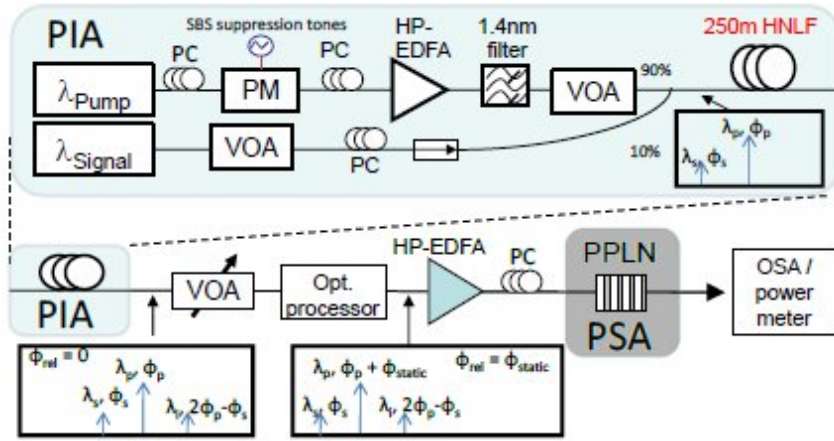 SBS suppression tones
PIA
PC
PC
HP-
EDFA
1.4nm
filter
250m HNLF
λPump
PM
VOA
90%
λSignal
VOA
PC
10%
λp, ϕp
λs, ϕs
HP-EDFA
PC
PPLN
PIA
VOA
Opt.
processor
PSA
OSA /
power
meter
ϕrel = 0
λp, ϕp
λs, ϕs
λi, 2ϕp-ϕs
λp, ϕp + ϕstatic
ϕrel = ϕstatic
λs, ϕs
λi, 2ϕp-ϕs